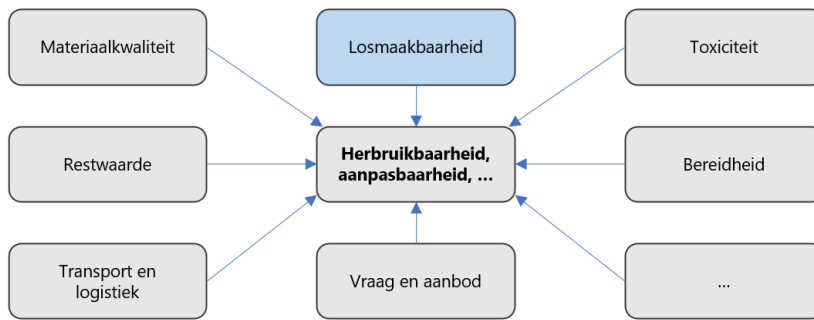 Materiaalkwaliteit
Losmaakbaarheid
Toxiciteit
Restwaarde
Herbruikbaarheid,
aanpasbaarheid, ...
Bereidheid
Transport en
logistiek
Vraag en aanbod
...